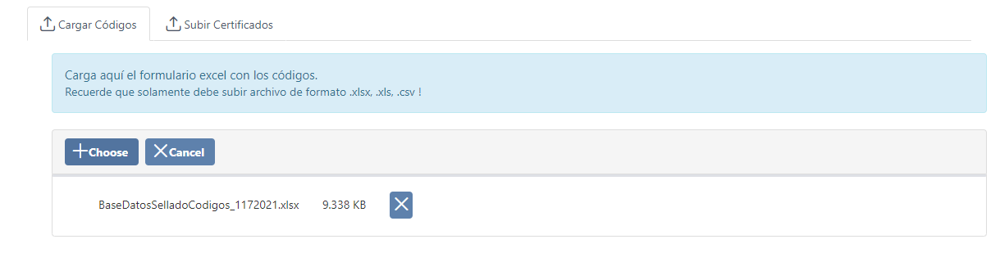 Cargar Códigos
Subir Certificados
Carga aquí el formulario excel con los códigos.
Recuerde que solamente debe subir archivo de formato .xlsx, .xls, .csv !
Choose
Cancel
BaseDatosSelladoCodigos_1172021.xlsx 9.338 KB